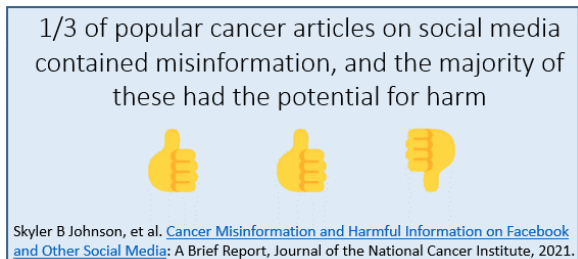 1/3 of popular cancer articles on social media
contained misinformation, and the majority of
these had the potential for harm
Skyler B Johnson, et al. Cancer Misinformation and Harmful Information on Facebook
and Other Social Media: A Brief Report, Journal of the National Cancer Institute, 2021.